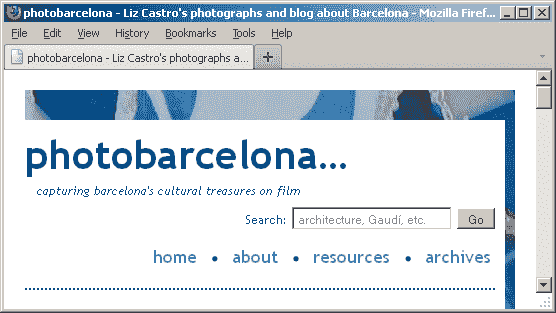 photobarcelona - Liz Castro's photographs and blog about Barcelona - Mozilla Firef...
File Edit View History Bookmarks Tools Help
photobarcelona - Liz Castro's photographs a...
photobarcelona...
capturing barcelona's cultural treasures on film
Search: architecture, Gaudí, etc. Go
home • about • resources • archives